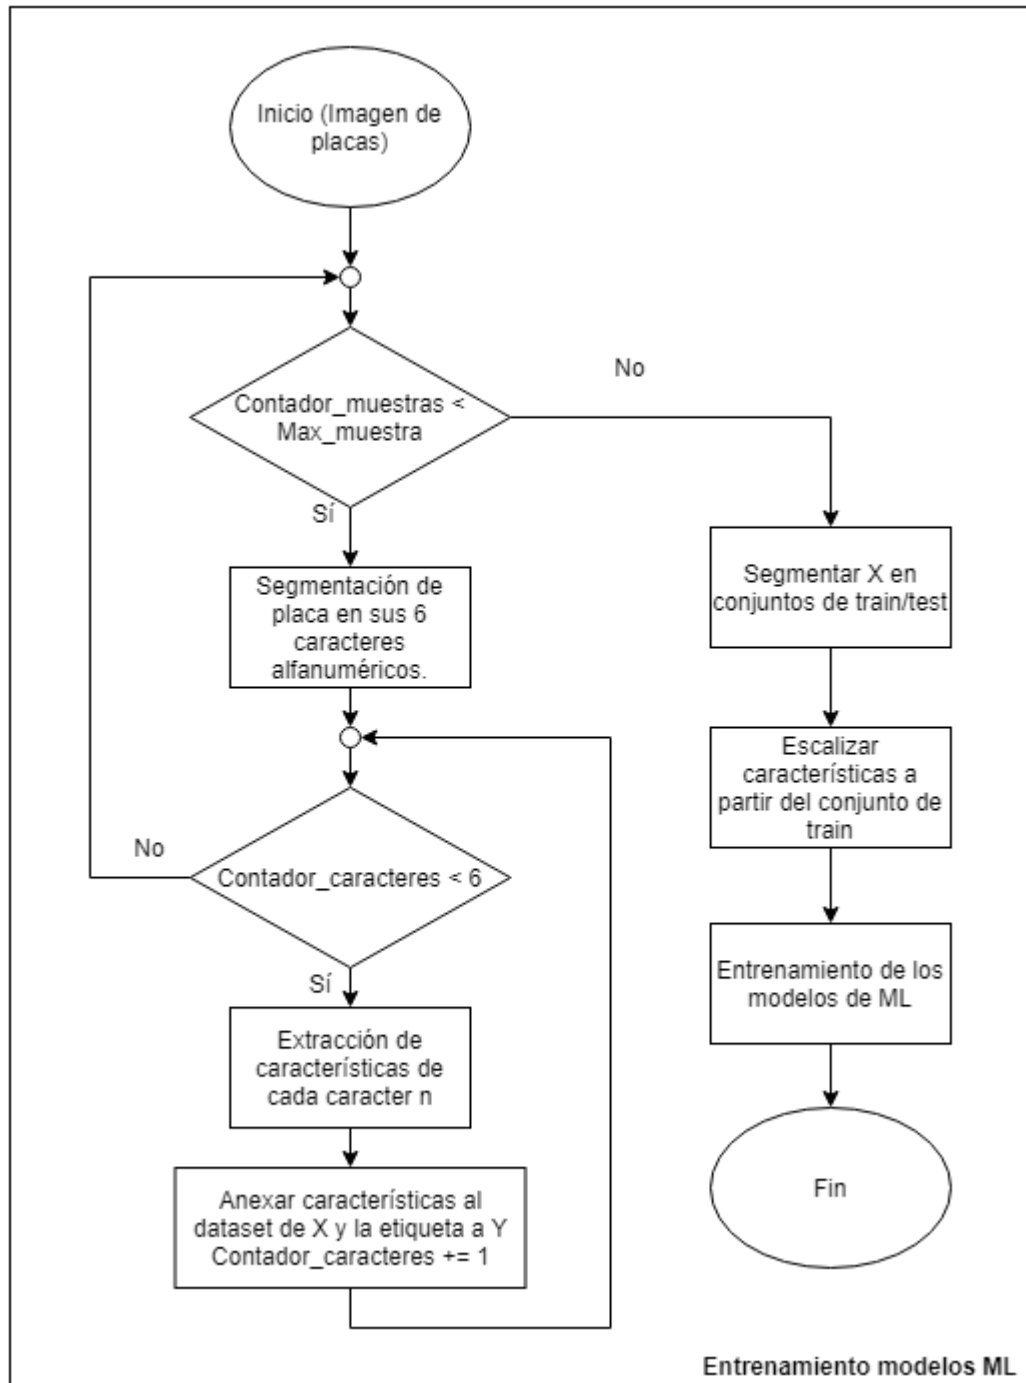 Inicio (Imagen de
placas)
Contador_muestras <
Max_muestra
No
Sí
Segmentación de
placa en sus 6
caracteres
alfanuméricos.
Contador_caracteres < 6
No
Sí
Extracción de
características de
cada caracter n
Anexar características al
dataset de X y la etiqueta a Y
Contador_caracteres += 1
Segmentar X en
conjuntos de train/test
Escalizar
características a
partir del conjunto de
train
Entrenamiento de los
modelos de ML
Fin
Entrenamiento modelos ML